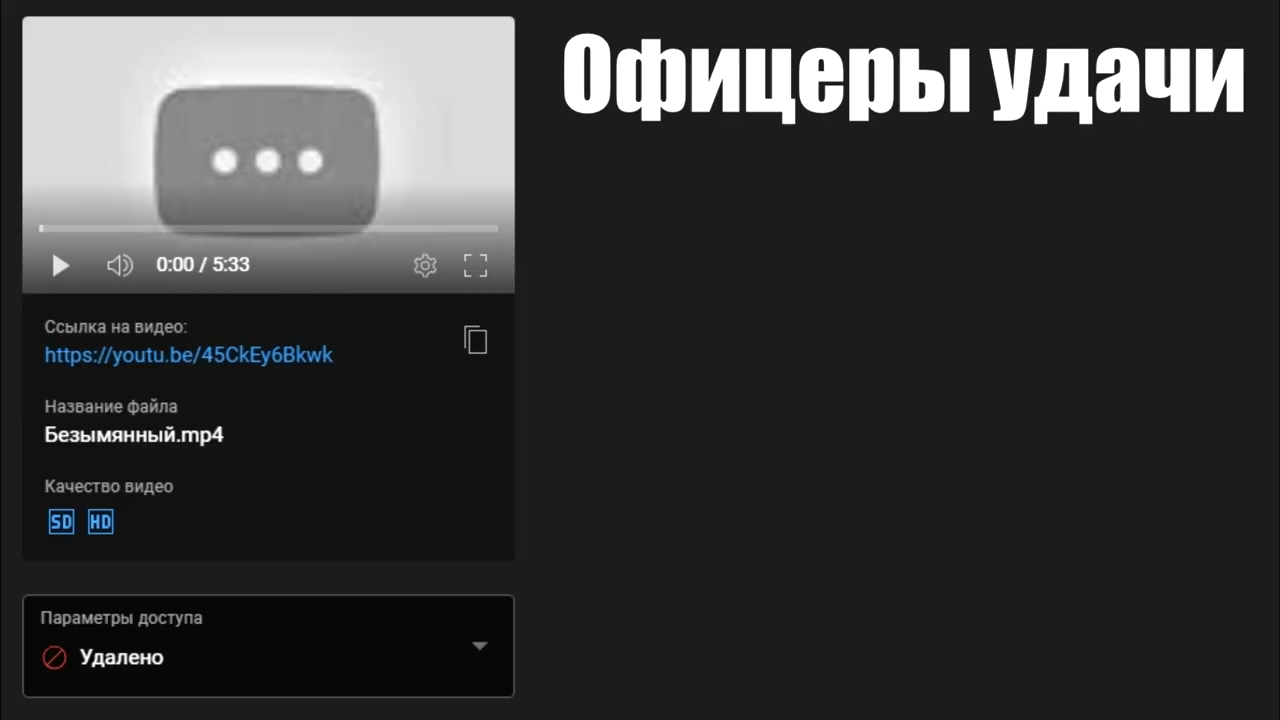 Офицеры удачи
0:00 / 5:33
Ссылка на видео:
https://youtu.be/45CkEy6Bkwk
Название файла
Безымянный.mp4
Качество видео
SD HD
Параметры доступа
Удалено